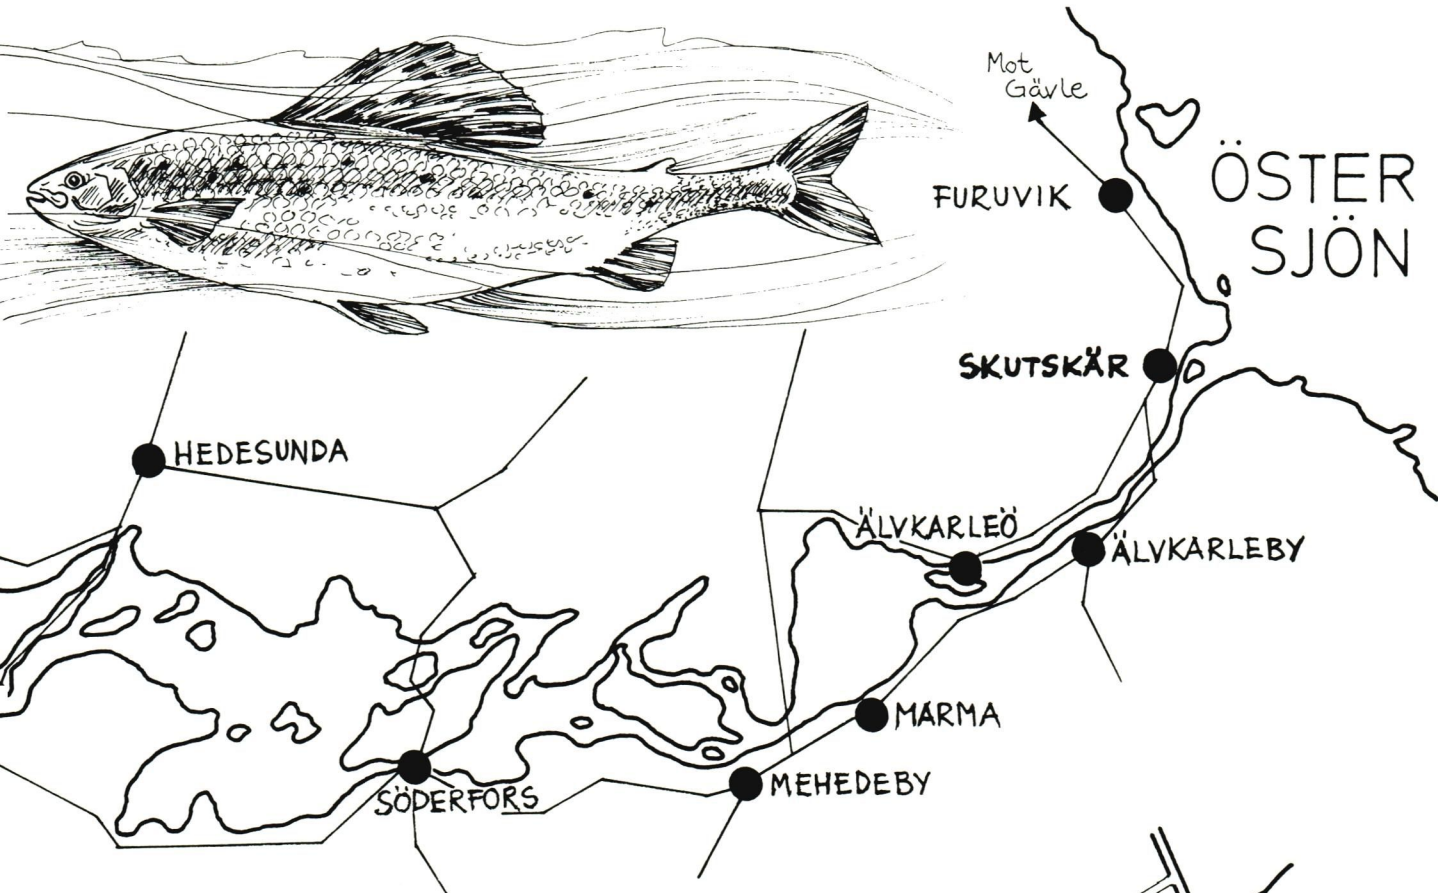 Mot
Gävle
ÖSTER
SJÖN
FURUVIK
SKUTSKÄR
HEDESUNDA
ÄLVKARLEÖ
ÄLVKARLEBY
MARMA
MEHEDEBY
SÖDERFORS